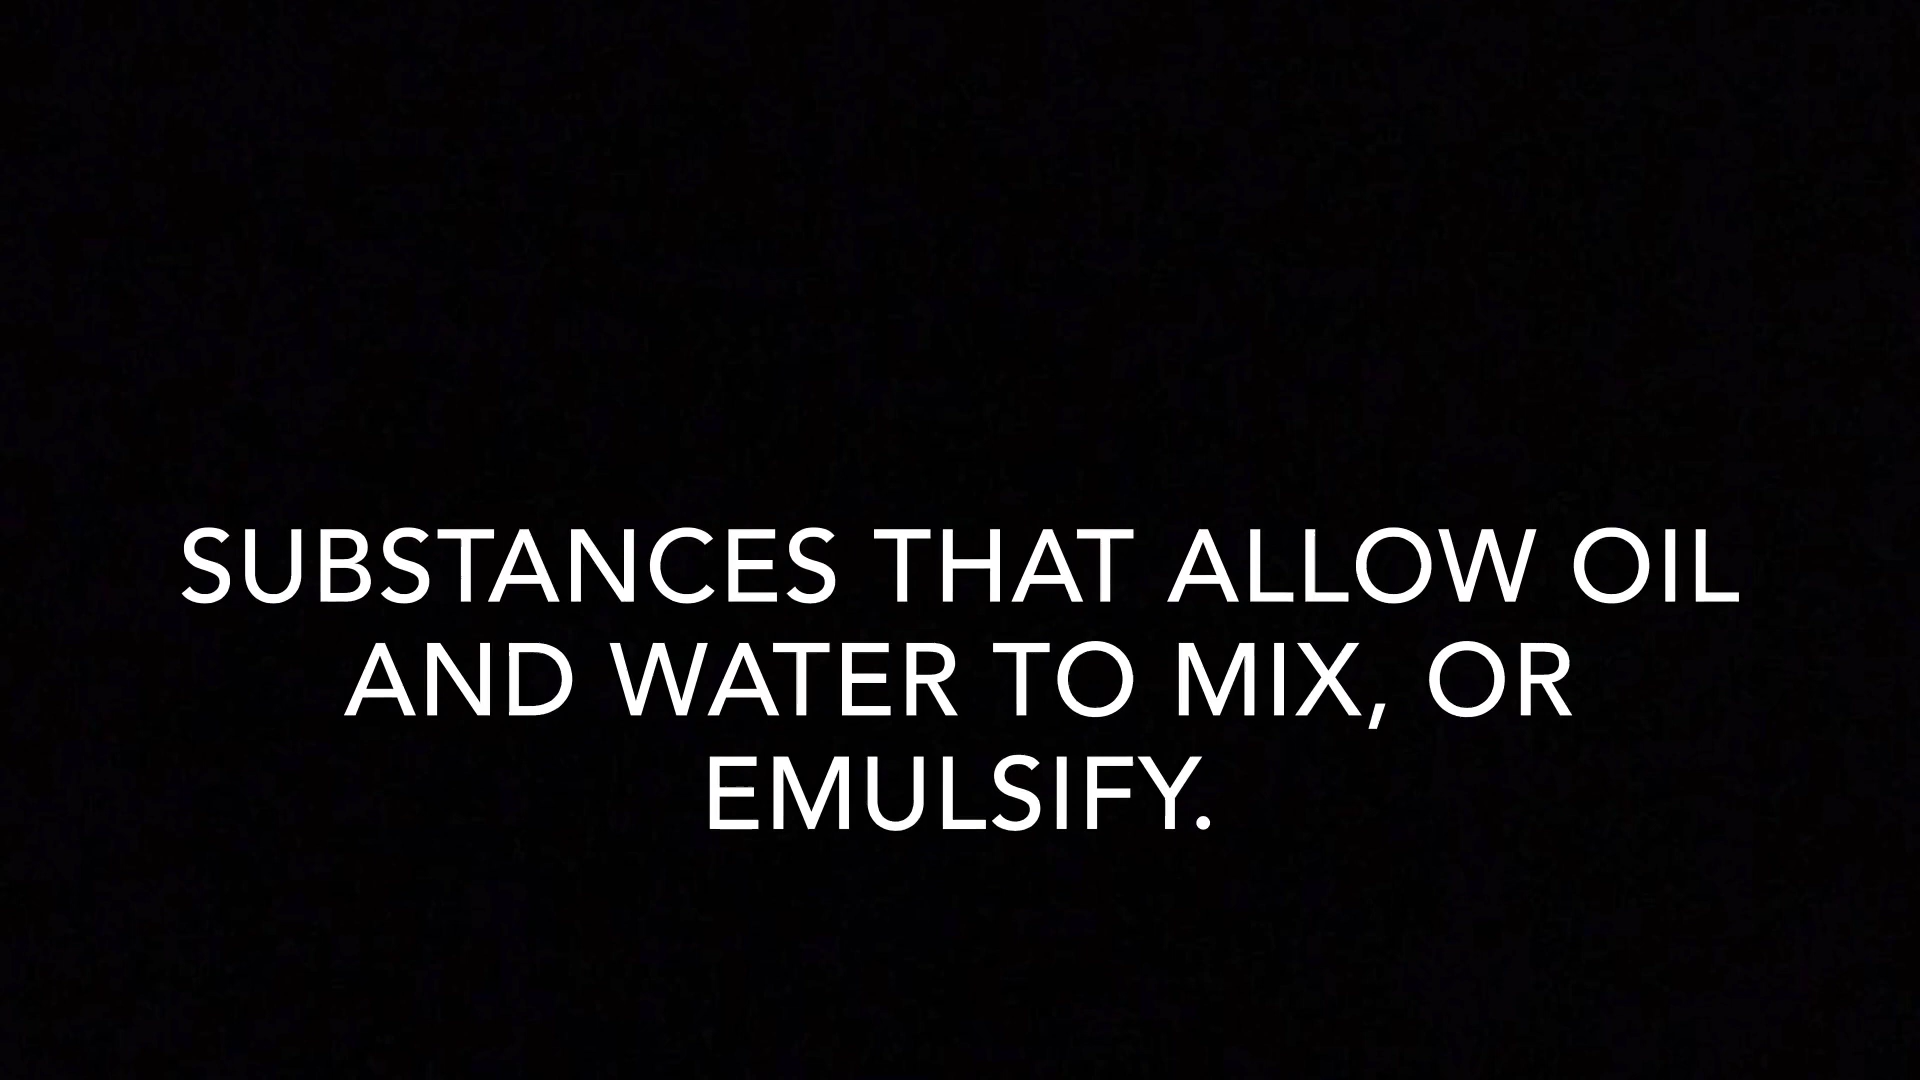 SUBSTANCES THAT ALLOW OIL
AND WATER TO MIX, OR
EMULSIFY.